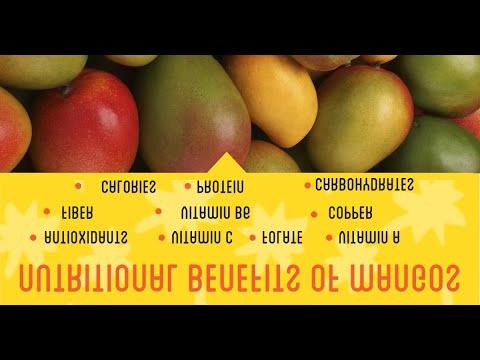 NUTRITIONAL BENEFITS OF MANGOS
• ANTIOXIDANTS • VITAMIN C • FOLATE • VITAMIN A
• FIBER • VITAMIN B6 • COPPER
• CALORIES • PROTEIN • CARBOHYDRATES